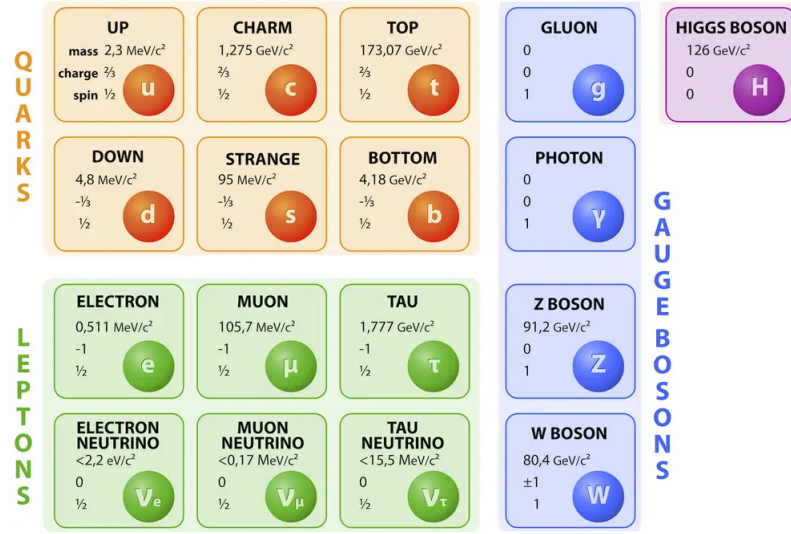 QUARKS
UP
mass 2,3 MeV/c²
charge ⅔
spin ½
u
CHARM
1,275 GeV/c²
⅔
½
c
TOP
173,07 GeV/c²
⅔
½
t
GLUON
0
0
1
g
HIGGS BOSON
126 GeV/c²
0
0
H
DOWN
4,8 MeV/c²
-⅓
½
d
STRANGE
95 MeV/c²
-⅓
½
s
BOTTOM
4,18 GeV/c²
-⅓
½
b
PHOTON
0
0
1
γ
GAUGE BOSONS
LEPTONS
ELECTRON
0,511 MeV/c²
-1
½
e
MUON
105,7 MeV/c²
-1
½
μ
TAU
1,777 GeV/c²
-1
½
τ
Z BOSON
91,2 GeV/c²
0
1
Z
ELECTRON
NEUTRINO
<2,2 eV/c²
0
½
νe
MUON
NEUTRINO
<0,17 MeV/c²
0
½
νμ
TAU
NEUTRINO
<15,5 MeV/c²
0
½
ντ
W BOSON
80,4 GeV/c²
±1
1
W